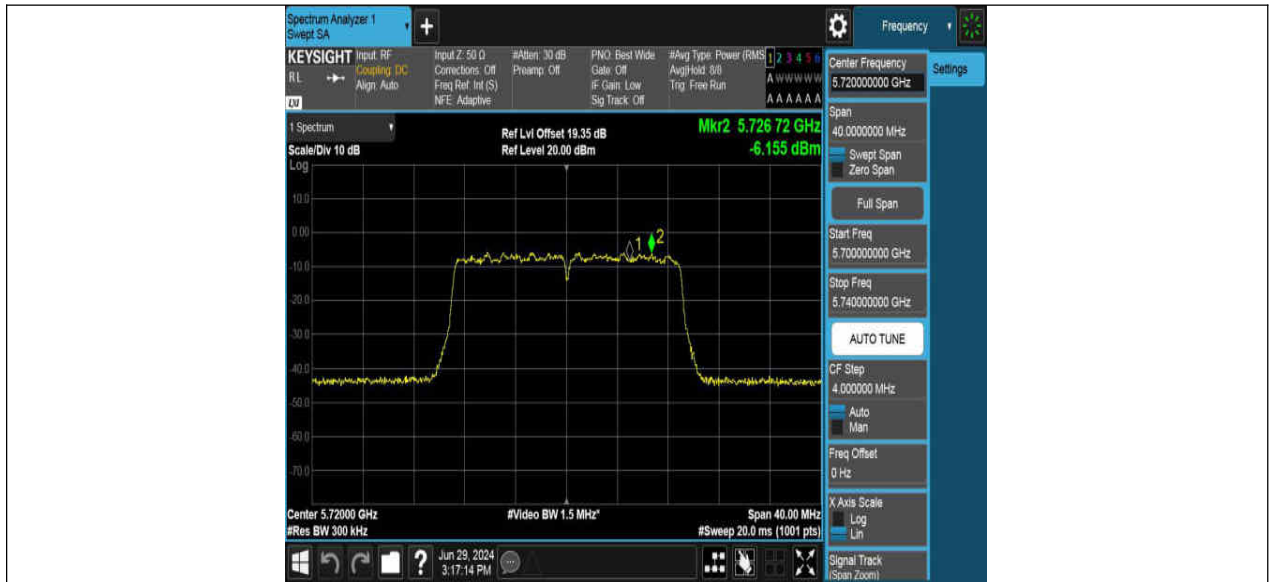 Spectrum Analyzer 1
Swept SA
+
Frequency
KEYSIGHT
RL
LXI
Input: RF
Coupling: DC
Align: Auto
Input Z: 50 Ω
Corrections: Off
Freq Ref: Int (S)
NFE: Adaptive
#Atten: 30 dB
Preamp: Off
PNO: Best Wide
Gate: Off
IF Gain: Low
Sig Track: Off
#Avg Type: Power (RMS
Avg|Hold: 8/8
Trig: Free Run
1 2 3 4 5 6
A W W W W W
A A A A A A
1 Spectrum
Scale/Div 10 dB
Log
Ref Lvl Offset 19.35 dB
Ref Level 20.00 dBm
Mkr2 5.726 72 GHz
-6.155 dBm
10.0
0.00
-10.0
-20.0
-30.0
-40.0
-50.0
-60.0
-70.0
1
2
Center 5.72000 GHz
#Res BW 300 kHz
#Video BW 1.5 MHz*
Span 40.00 MHz
#Sweep 20.0 ms (1001 pts)
Center Frequency
5.720000000 GHz
Settings
Span
40.0000000 MHz
Swept Span
Zero Span
Full Span
Start Freq
5.700000000 GHz
Stop Freq
5.740000000 GHz
AUTO TUNE
CF Step
4.000000 MHz
Auto
Man
Freq Offset
0 Hz
X Axis Scale
Log
Lin
Signal Track
(Span Zoom)
?
Jun 29, 2024
3:17:14 PM